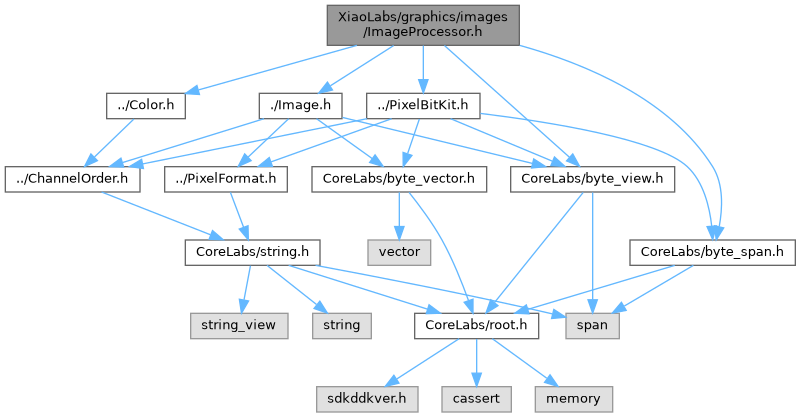 XiaoLabs/graphics/images
/ImageProcessor.h
../Color.h
./Image.h
../PixelBitKit.h
../ChannelOrder.h
../PixelFormat.h
CoreLabs/byte_vector.h
CoreLabs/byte_view.h
CoreLabs/string.h
vector
CoreLabs/byte_span.h
string_view
string
CoreLabs/root.h
span
sdkddkver.h
cassert
memory